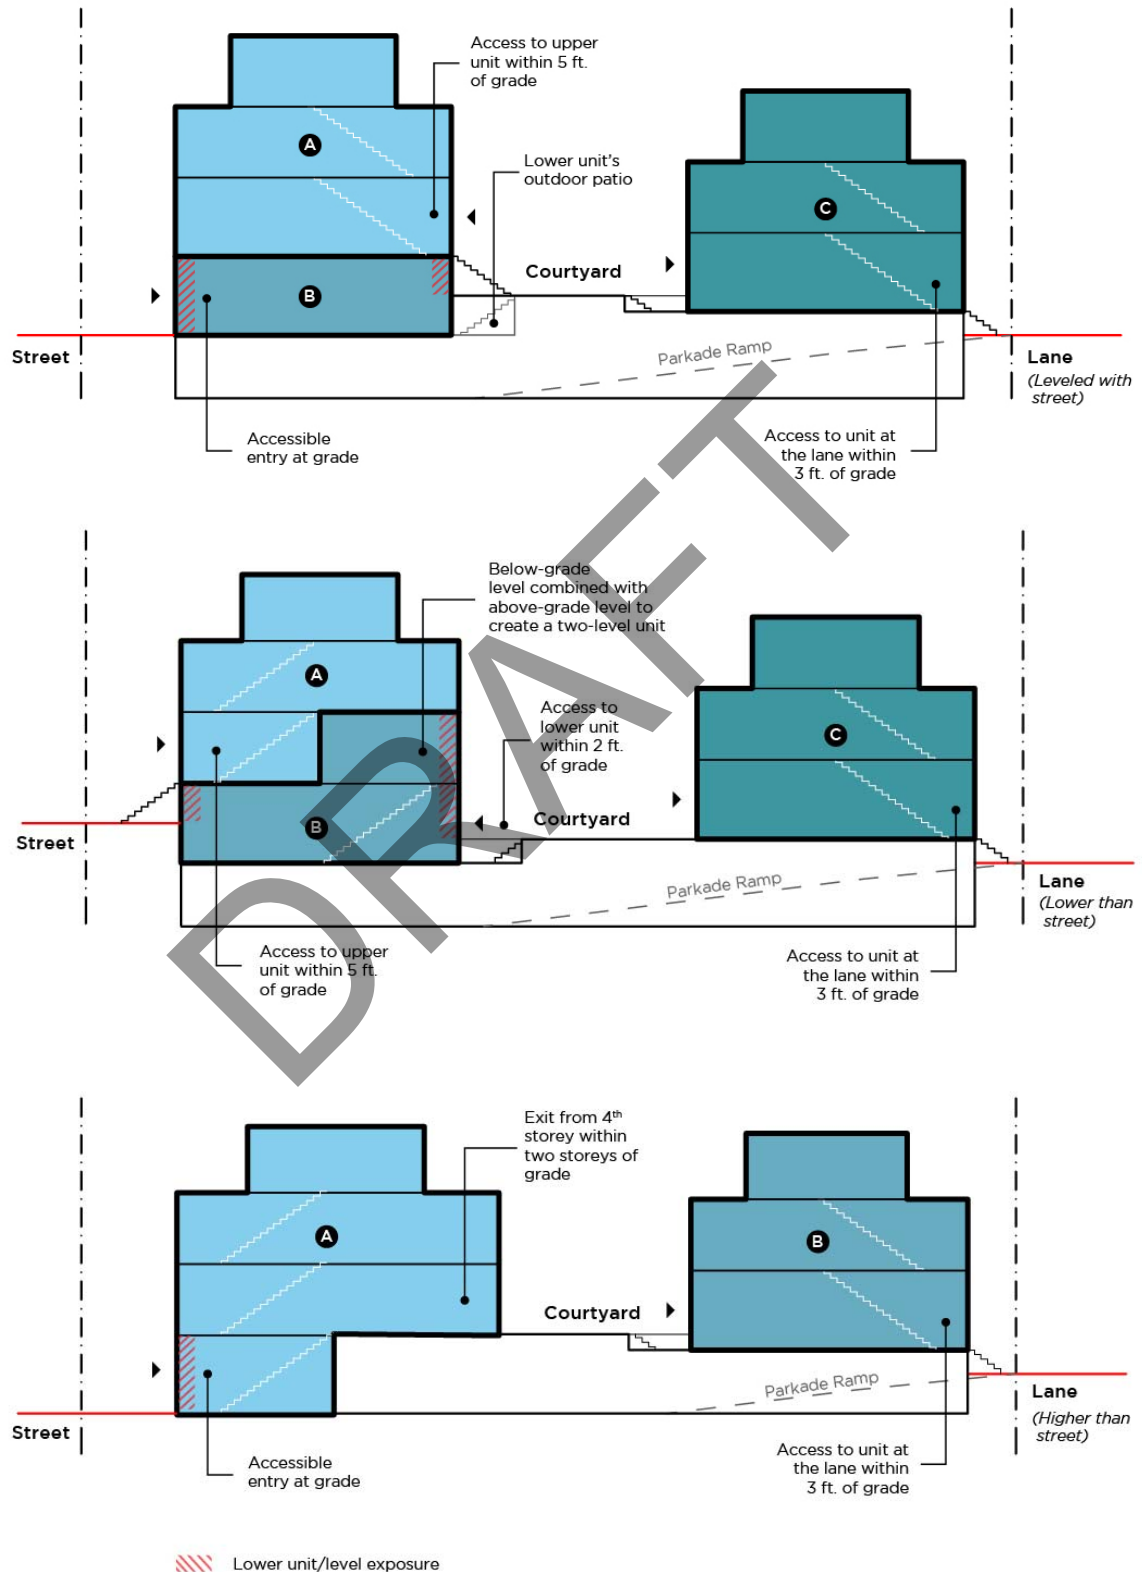 Access to upper
unit within 5 ft.
of grade
A
Lower unit's
outdoor patio
C
Courtyard
B
Street
Parkade Ramp
Lane
(Leveled with
street)
Accessible
entry at grade
Access to unit at
the lane within
3 ft. of grade
Below-grade
level combined with
above-grade level to
create a two-level unit
A
Access to
lower unit
within 2 ft.
of grade
C
Courtyard
B
Street
Parkade Ramp
Lane
(Lower than
street)
Access to upper
unit within 5 ft.
of grade
Access to unit at
the lane within
3 ft. of grade
DRAFT
Exit from 4th
storey within
two storeys of
grade
A
B
Courtyard
Street
Parkade Ramp
Lane
(Higher than
street)
Accessible
entry at grade
Access to unit at
the lane within
3 ft. of grade
Lower unit/level exposure